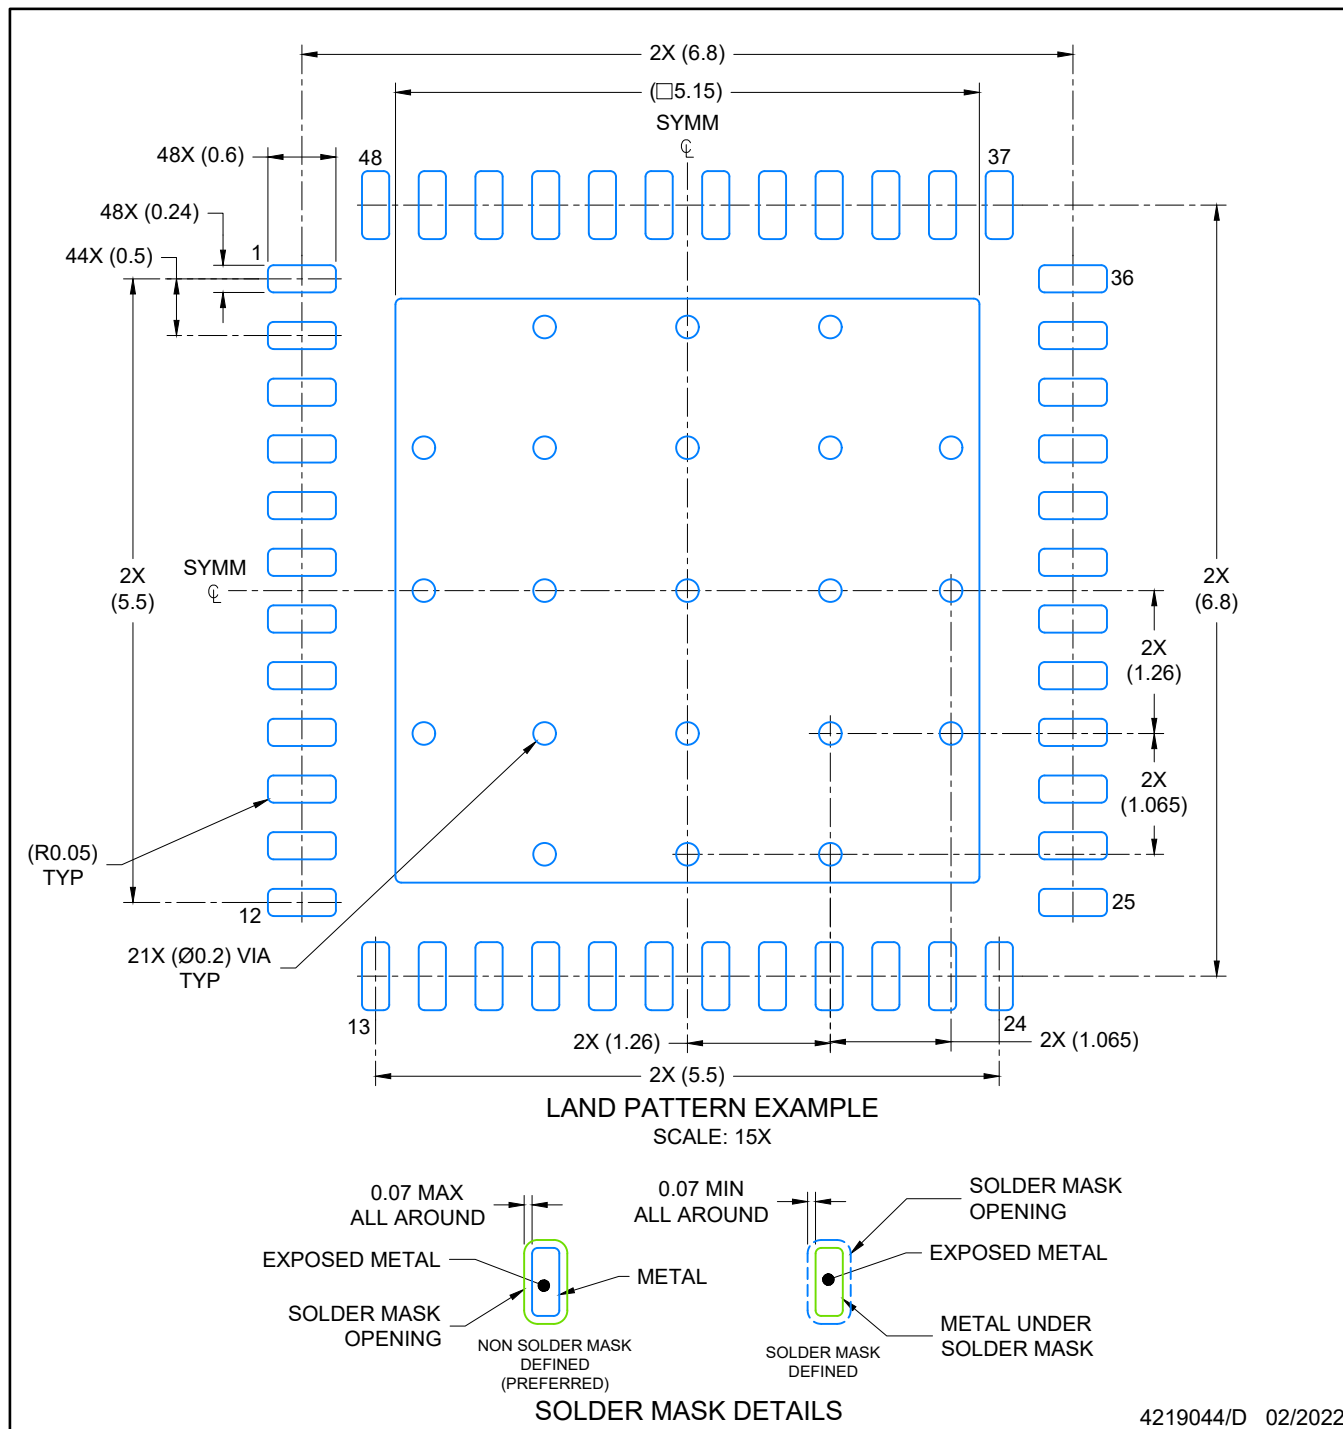 2X (6.8)
(□5.15)
SYMM
℄
48X (0.6)
48
37
48X (0.24)
1
44X (0.5)
36
SYMM
℄
2X
(5.5)
2X
(6.8)
2X
(1.26)
2X
(1.065)
(R0.05)
TYP
12
25
21X (Ø0.2) VIA
TYP
13
24
2X (1.26)
2X (1.065)
2X (5.5)
LAND PATTERN EXAMPLE
SCALE: 15X
0.07 MAX
ALL AROUND
0.07 MIN
ALL AROUND
SOLDER MASK
OPENING
EXPOSED METAL
EXPOSED METAL
METAL
SOLDER MASK
OPENING
METAL UNDER
SOLDER MASK
NON SOLDER MASK
DEFINED
(PREFERRED)
SOLDER MASK
DEFINED
SOLDER MASK DETAILS
4219044/D 02/2022